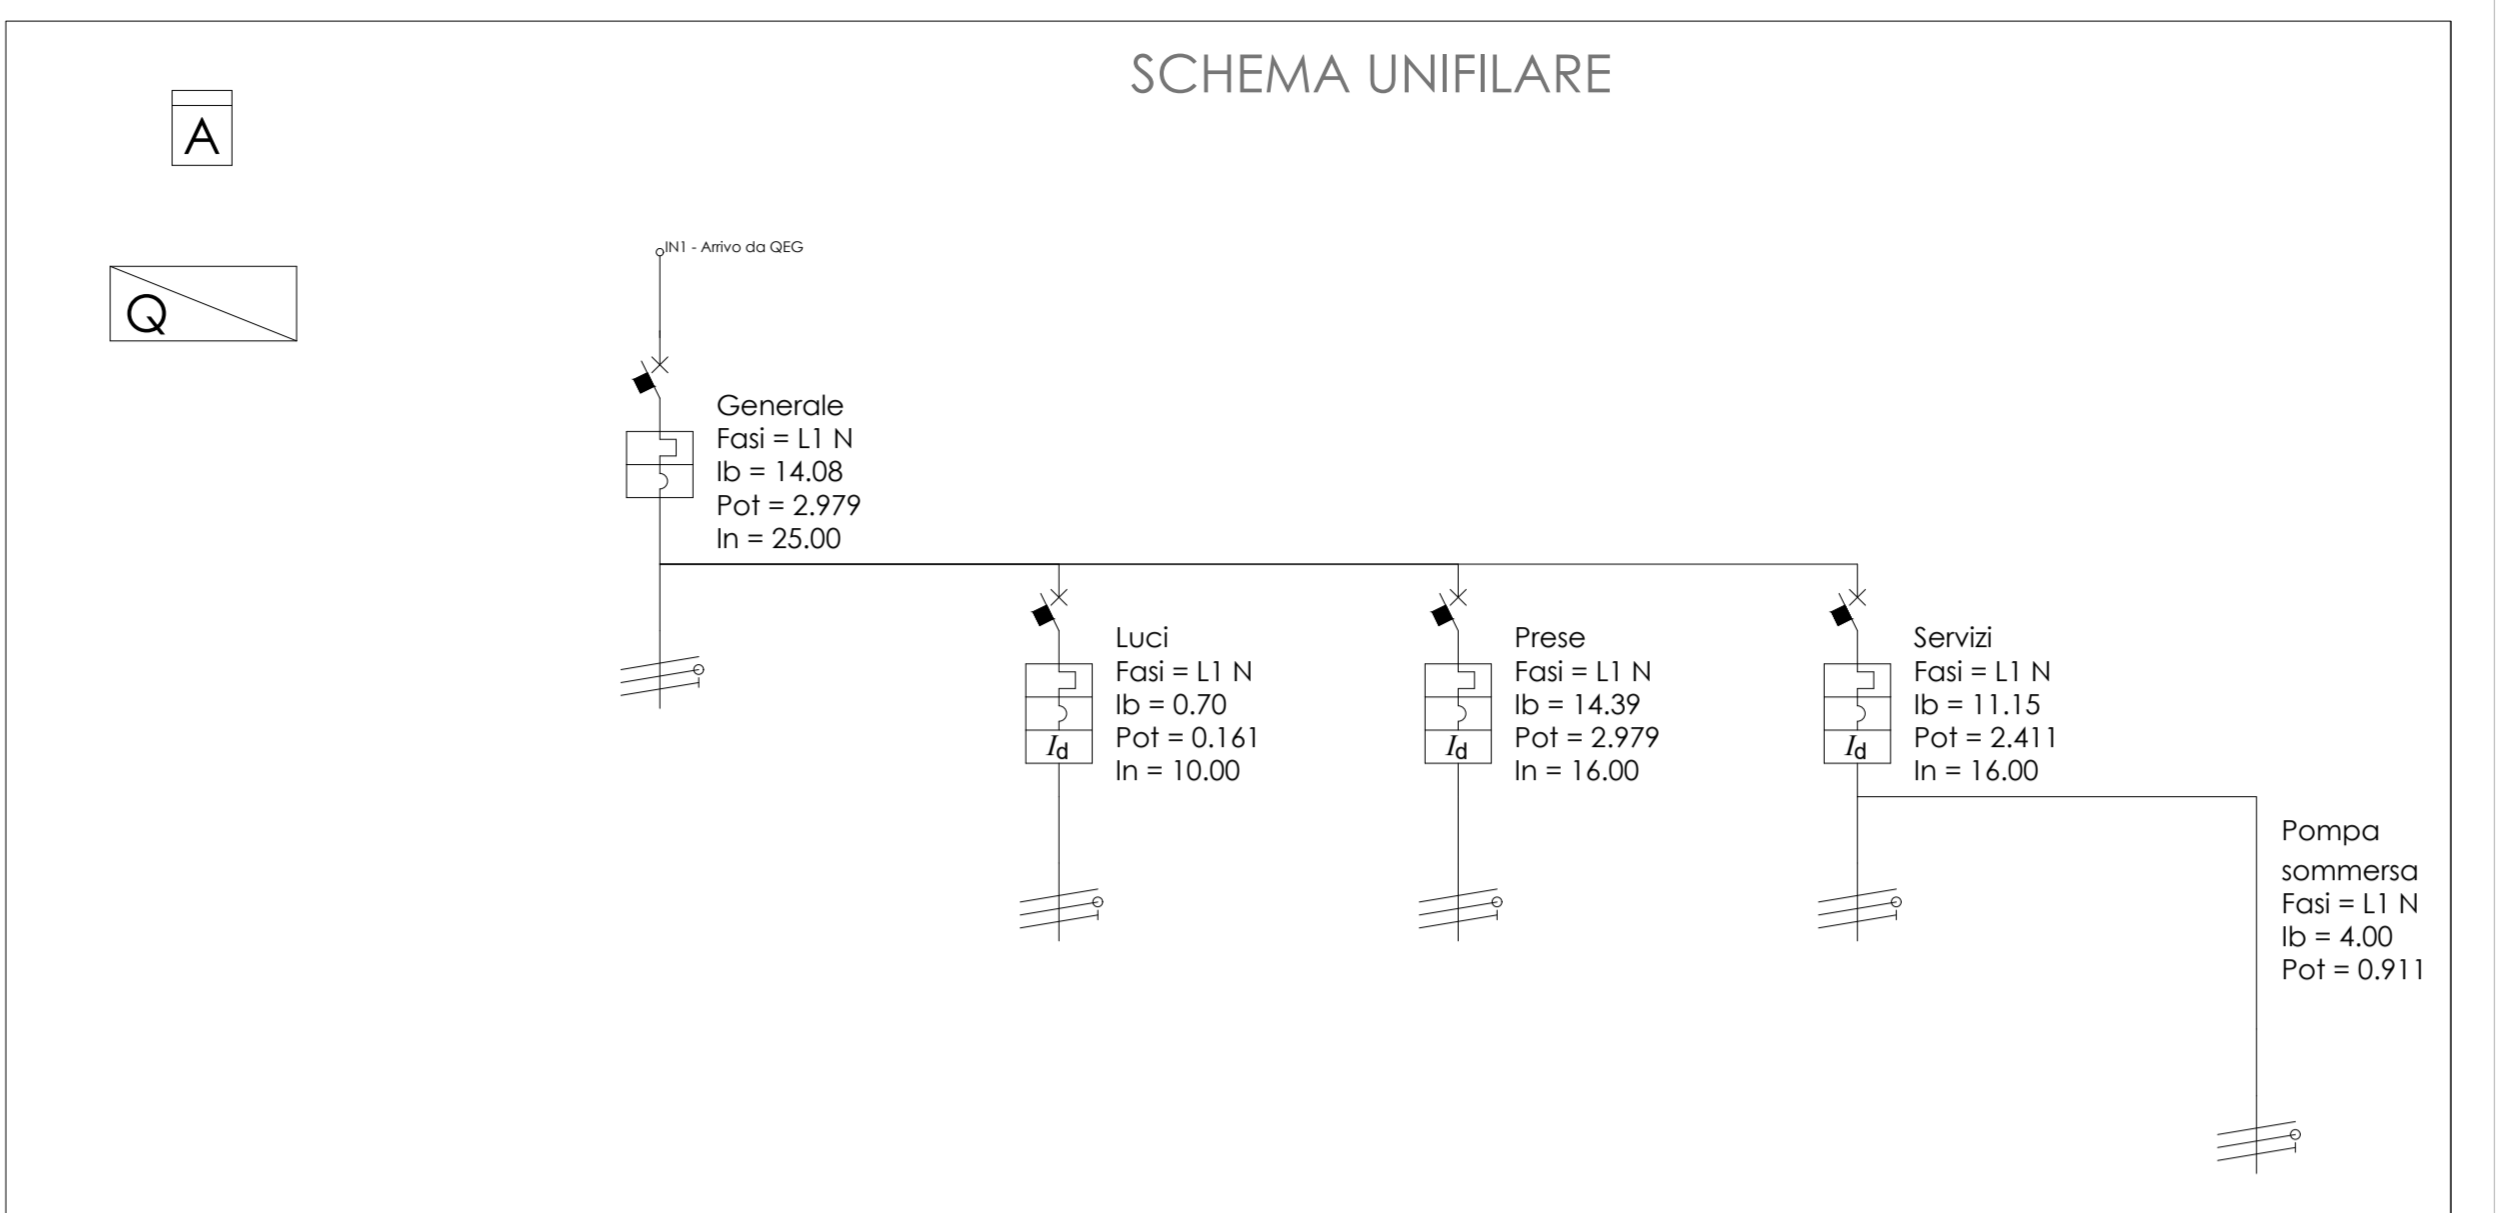 SCHEMA UNIFILARE
A
Q
IN1 - Arrivo da QEG
Generale
Fasi = L1 N
Ib = 14.08
Pot = 2.979
In = 25.00
Luci
Fasi = L1 N
Ib = 0.70
Pot = 0.161
In = 10.00
Id
Prese
Fasi = L1 N
Ib = 14.39
Pot = 2.979
In = 16.00
Id
Servizi
Fasi = L1 N
Ib = 11.15
Pot = 2.411
In = 16.00
Id
Pompa
sommersa
Fasi = L1 N
Ib = 4.00
Pot = 0.911